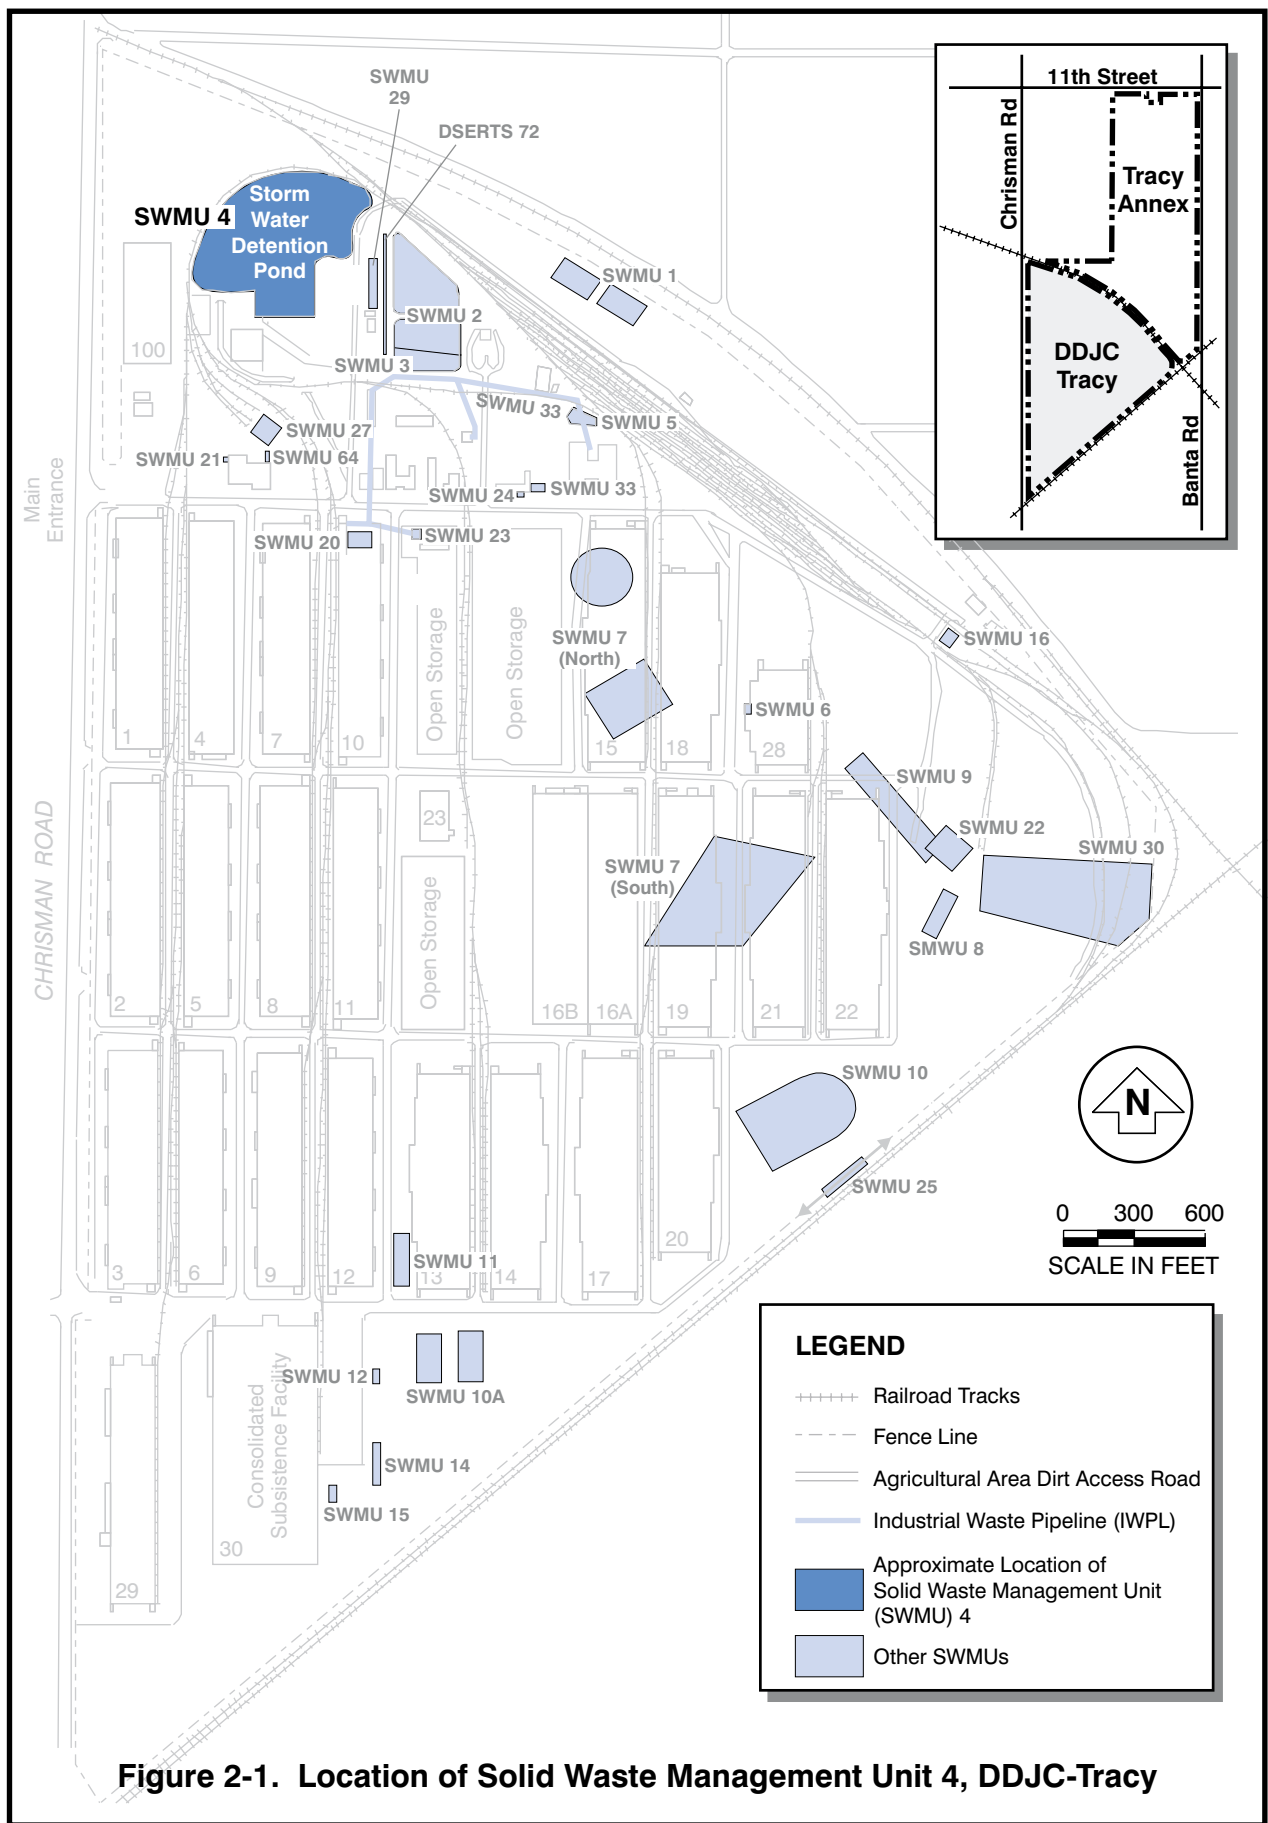 SWMU
29
DSERTS 72
SWMU 4
Storm
Water
Detention
Pond
SWMU 1
SWMU 2
100
SWMU 3
SWMU 33
SWMU 5
SWMU 27
SWMU 21
SWMU 64
SWMU 24
SWMU 33
SWMU 20
SWMU 23
Main
Entrance
11th Street
Chrisman Rd
Tracy
Annex
DDJC
Tracy
Banta Rd
SWMU 7
(North)
Open Storage
Open Storage
SWMU 16
SWMU 6
1
4
7
10
15
18
28
SWMU 9
SWMU 22
SWMU 30
CHRISMAN ROAD
23
SWMU 7
(South)
Open Storage
SMWU 8
2
5
8
11
16B
16A
19
21
22
SWMU 10
SWMU 25
N
0 300 600
SCALE IN FEET
20
SWMU 11
3
6
9
12
13
14
17
SWMU 12
SWMU 10A
Consolidated
Subsistence Facility
SWMU 14
SWMU 15
30
29
LEGEND
Railroad Tracks
Fence Line
Agricultural Area Dirt Access Road
Industrial Waste Pipeline (IWPL)
Approximate Location of
Solid Waste Management Unit
(SWMU) 4
Other SWMUs
Figure 2-1. Location of Solid Waste Management Unit 4, DDJC-Tracy